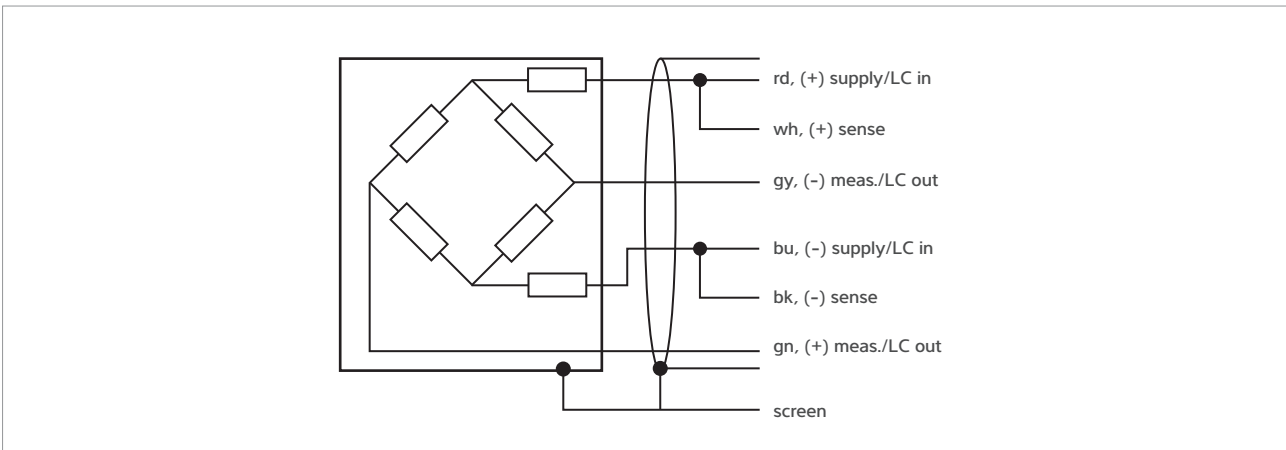 rd, (+) supply/LC in
wh, (+) sense
gy, (-) meas./LC out
bu, (-) supply/LC in
bk, (-) sense
gn, (+) meas./LC out
screen